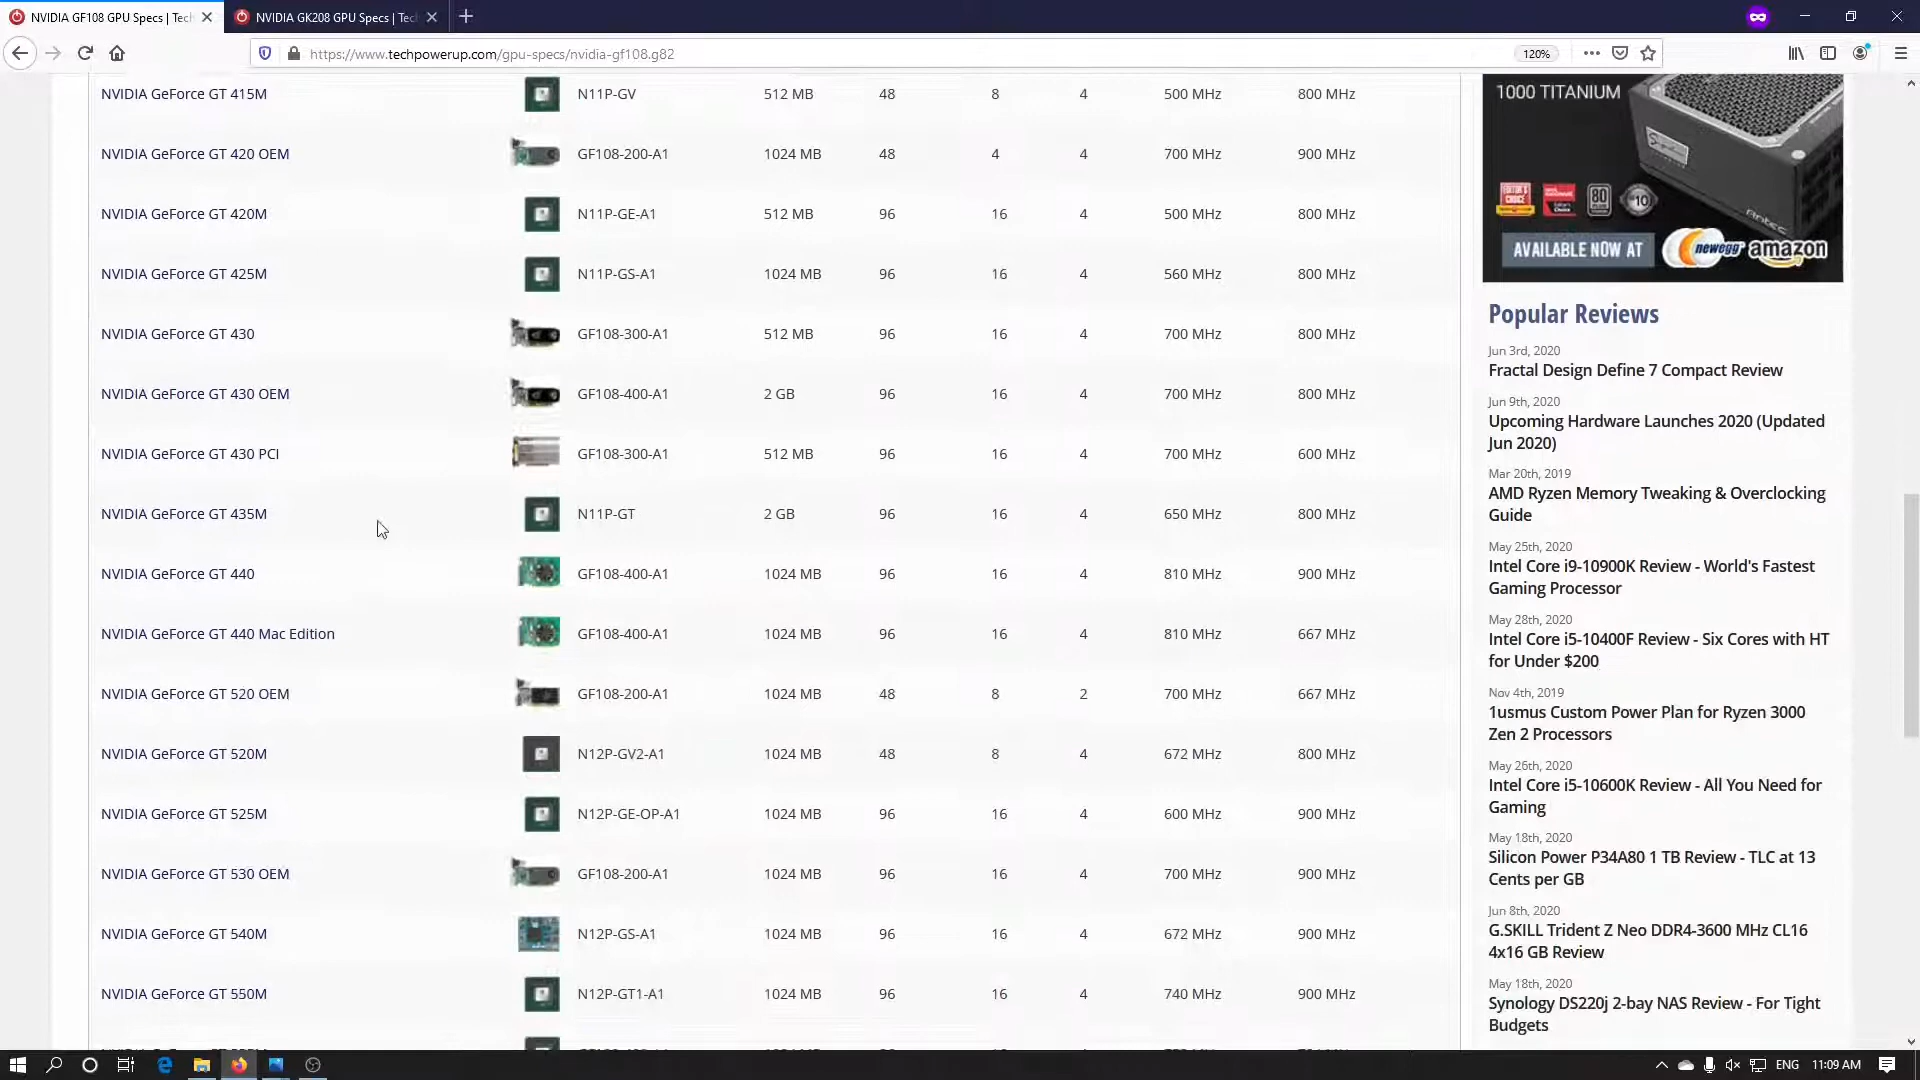 NVIDIA GF108 GPU Specs | Tech
NVIDIA GK208 GPU Specs | Tec
https://www.techpowerup.com/gpu-specs/nvidia-gf108.g82
120%
NVIDIA GeForce GT 415M N11P-GV 512 MB 48 8 4 500 MHz 800 MHz
NVIDIA GeForce GT 420 OEM GF108-200-A1 1024 MB 48 4 4 700 MHz 900 MHz
NVIDIA GeForce GT 420M N11P-GE-A1 512 MB 96 16 4 500 MHz 800 MHz
NVIDIA GeForce GT 425M N11P-GS-A1 1024 MB 96 16 4 560 MHz 800 MHz
NVIDIA GeForce GT 430 GF108-300-A1 512 MB 96 16 4 700 MHz 800 MHz
NVIDIA GeForce GT 430 OEM GF108-400-A1 2 GB 96 16 4 700 MHz 800 MHz
NVIDIA GeForce GT 430 PCI GF108-300-A1 512 MB 96 16 4 700 MHz 600 MHz
NVIDIA GeForce GT 435M N11P-GT 2 GB 96 16 4 650 MHz 800 MHz
NVIDIA GeForce GT 440 GF108-400-A1 1024 MB 96 16 4 810 MHz 900 MHz
NVIDIA GeForce GT 440 Mac Edition GF108-400-A1 1024 MB 96 16 4 810 MHz 667 MHz
NVIDIA GeForce GT 520 OEM GF108-200-A1 1024 MB 48 8 2 700 MHz 667 MHz
NVIDIA GeForce GT 520M N12P-GV2-A1 1024 MB 48 8 4 672 MHz 800 MHz
NVIDIA GeForce GT 525M N12P-GE-OP-A1 1024 MB 96 16 4 600 MHz 900 MHz
NVIDIA GeForce GT 530 OEM GF108-200-A1 1024 MB 96 16 4 700 MHz 900 MHz
NVIDIA GeForce GT 540M N12P-GS-A1 1024 MB 96 16 4 672 MHz 900 MHz
NVIDIA GeForce GT 550M N12P-GT1-A1 1024 MB 96 16 4 740 MHz 900 MHz
1000 TITANIUM
Antec
AVAILABLE NOW AT newegg amazon
Popular Reviews
Jun 3rd, 2020
Fractal Design Define 7 Compact Review
Jun 9th, 2020
Upcoming Hardware Launches 2020 (Updated
Jun 2020)
Mar 20th, 2019
AMD Ryzen Memory Tweaking & Overclocking
Guide
May 25th, 2020
Intel Core i9-10900K Review - World's Fastest
Gaming Processor
May 28th, 2020
Intel Core i5-10400F Review - Six Cores with HT
for Under $200
Nov 4th, 2019
1usmus Custom Power Plan for Ryzen 3000
Zen 2 Processors
May 26th, 2020
Intel Core i5-10600K Review - All You Need for
Gaming
May 18th, 2020
Silicon Power P34A80 1 TB Review - TLC at 13
Cents per GB
Jun 8th, 2020
G.SKILL Trident Z Neo DDR4-3600 MHz CL16
4x16 GB Review
May 18th, 2020
Synology DS220j 2-bay NAS Review - For Tight
Budgets
ENG
11:09 AM